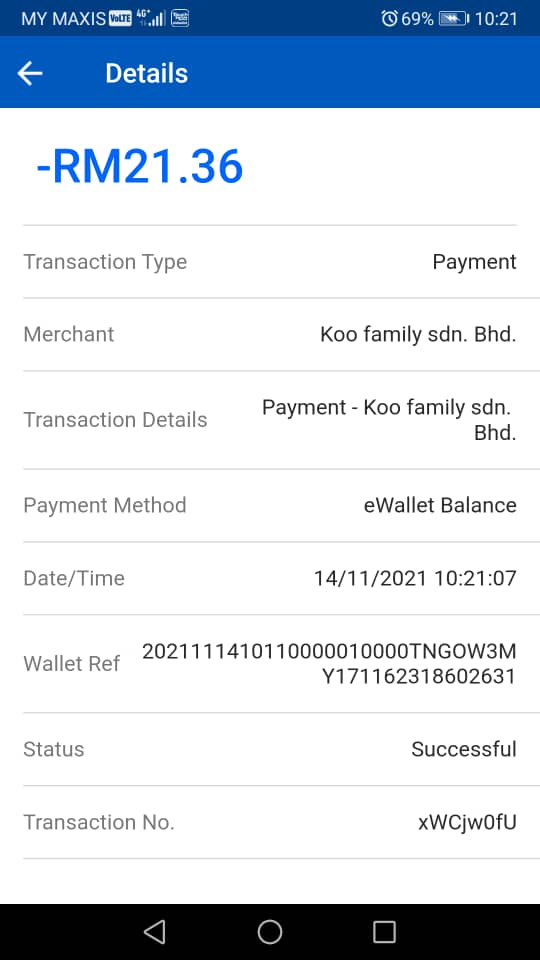 MY MAXIS VoLTE 4G+ 69% 10:21
Details
-RM21.36
Transaction Type Payment
Merchant Koo family sdn. Bhd.
Transaction Details Payment - Koo family sdn.
Bhd.
Payment Method eWallet Balance
Date/Time 14/11/2021 10:21:07
Wallet Ref 2021111410110000010000TNGOW3M
Y171162318602631
Status Successful
Transaction No. xWCjw0fU